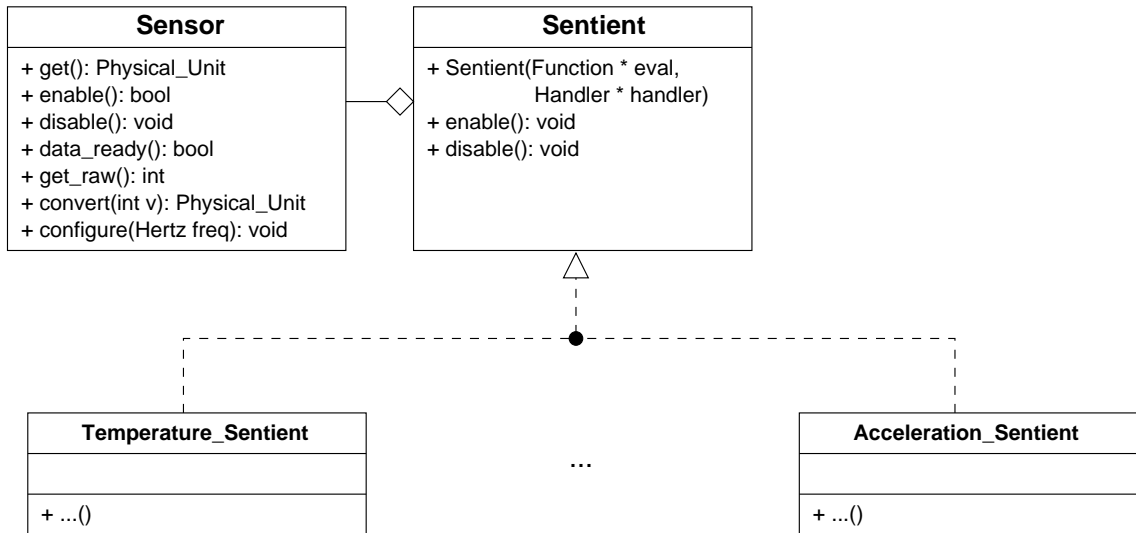 Sensor
+ get(): Physical_Unit
+ enable(): bool
+ disable(): void
+ data_ready(): bool
+ get_raw(): int
+ convert(int v): Physical_Unit
+ configure(Hertz freq): void
Sentient
+ Sentient(Function * eval,
Handler * handler)
+ enable(): void
+ disable(): void
Temperature_Sentient
+ ...()
...
Acceleration_Sentient
+ ...()